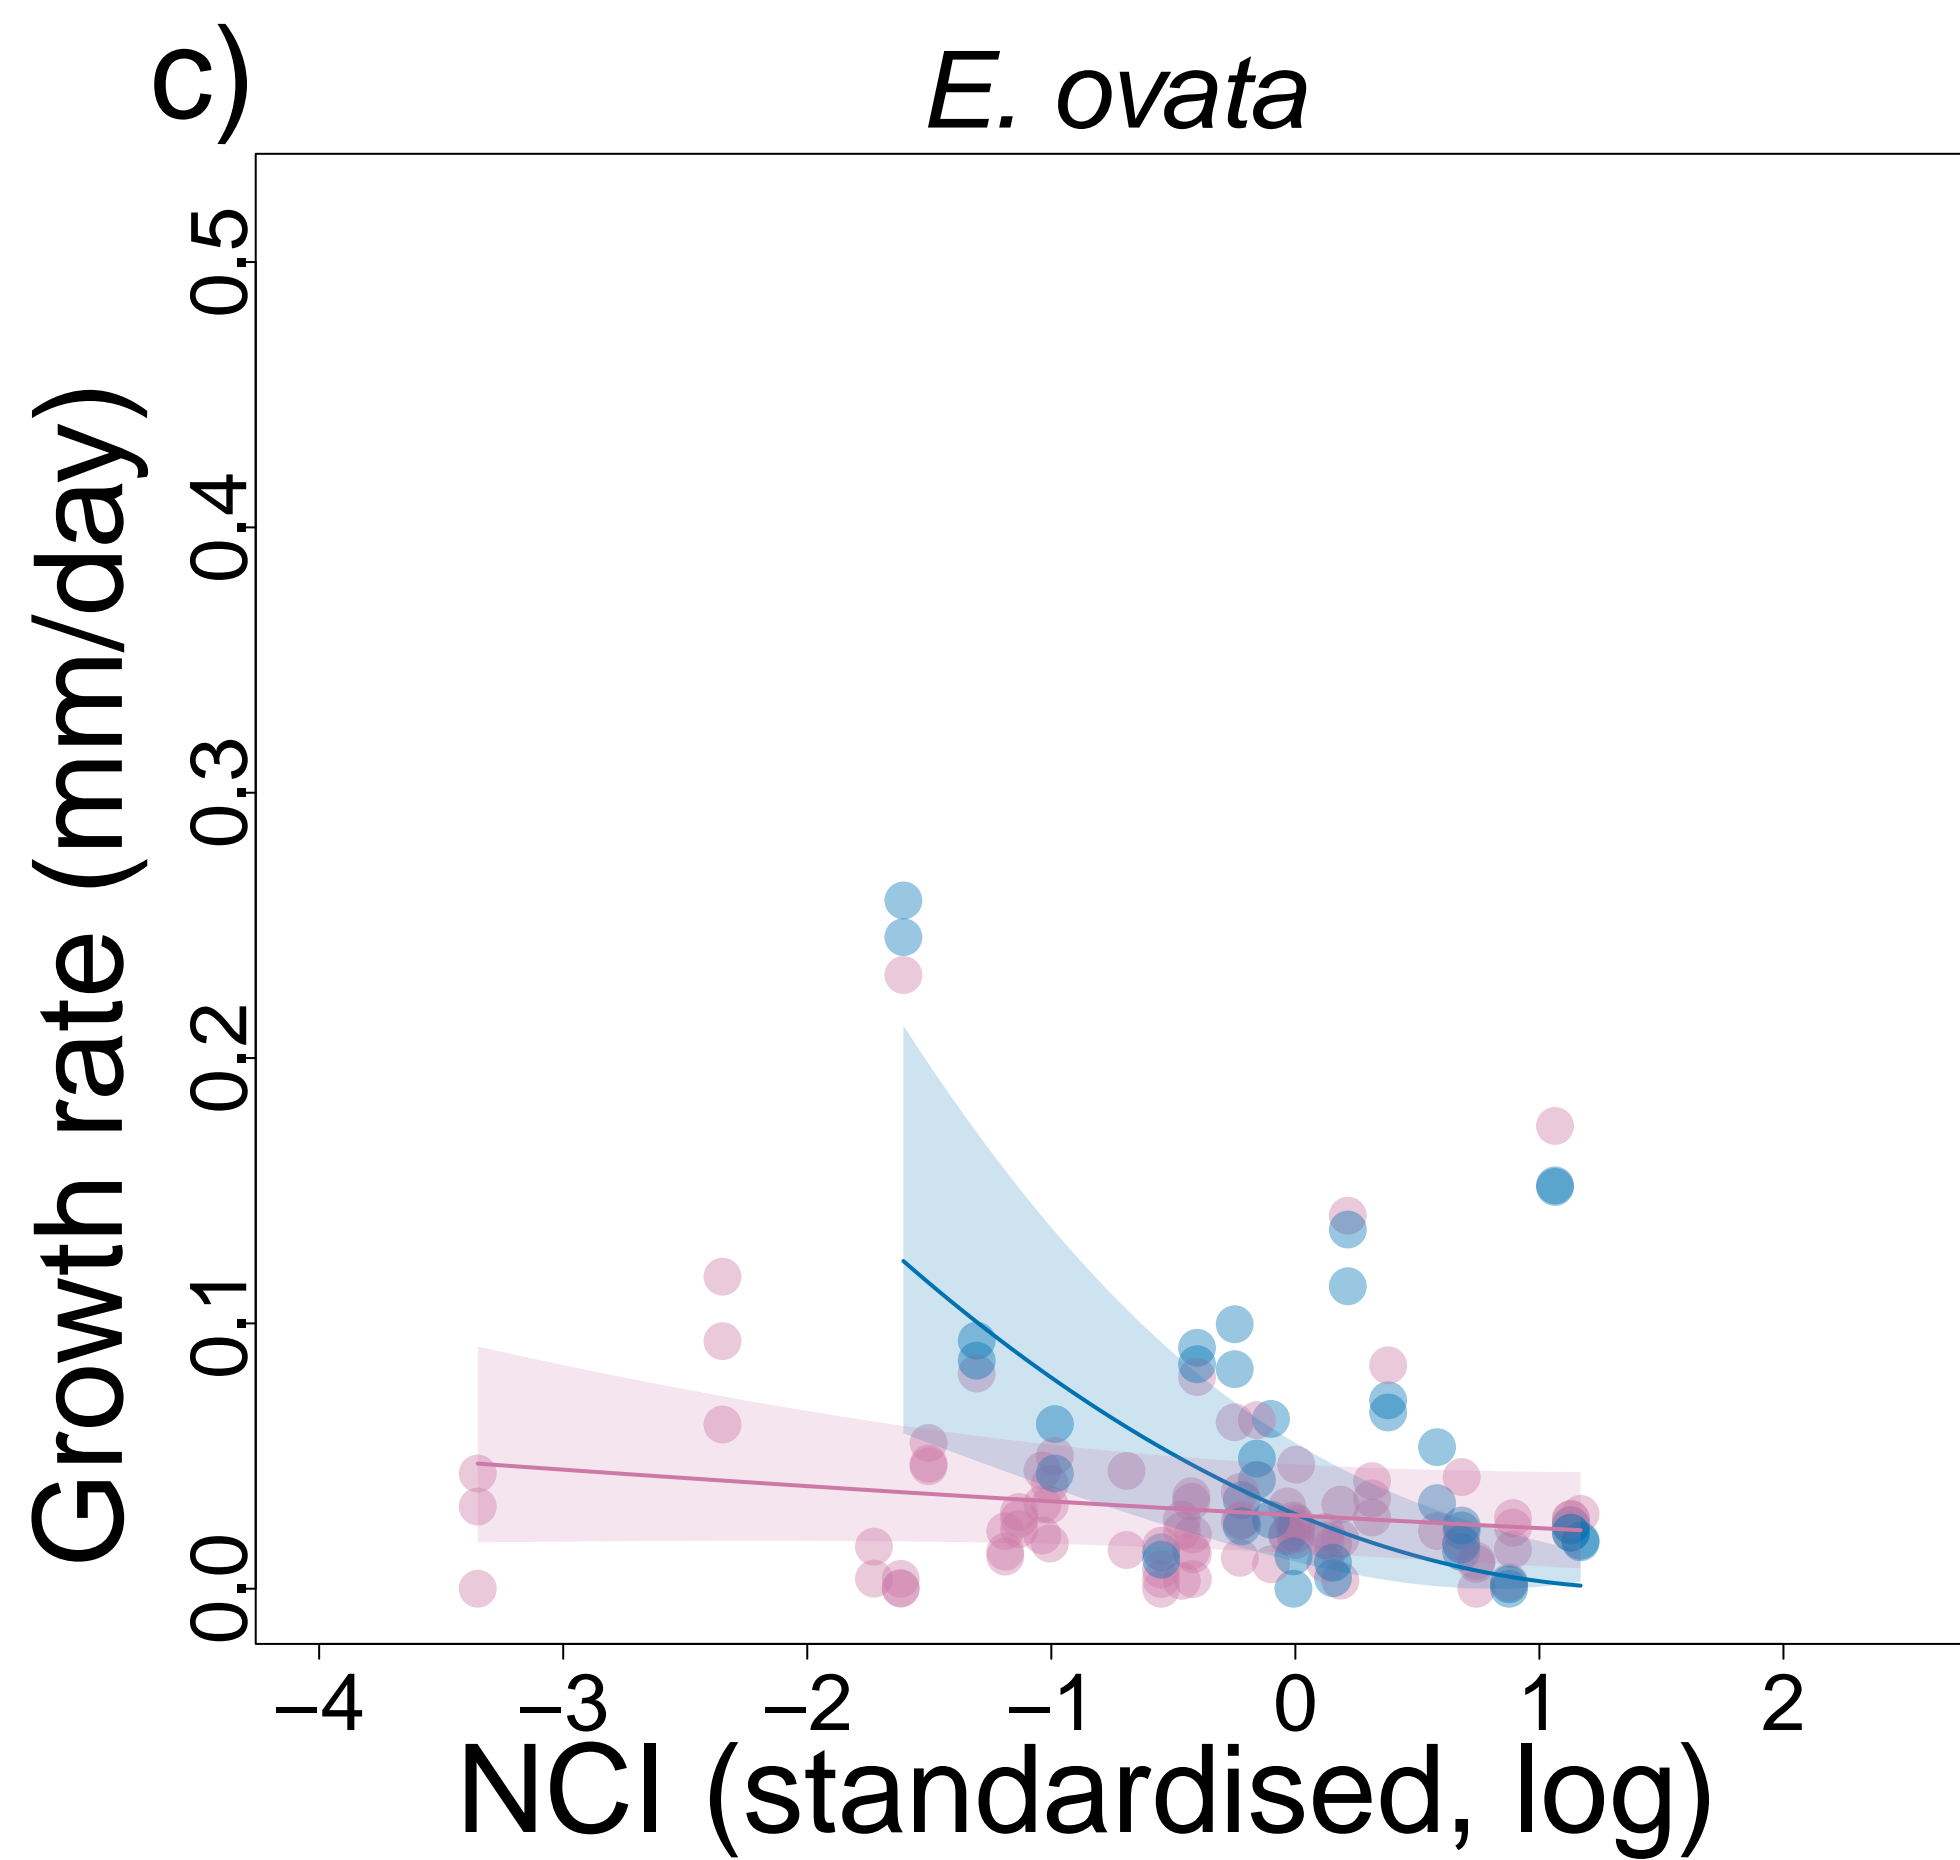 c)
E. ovata
Growth rate (mm/day)
0.5
0.4
0.3
0.2
0.1
0.0
−4 −3 −2 −1 0 1 2
NCI (standardised, log)